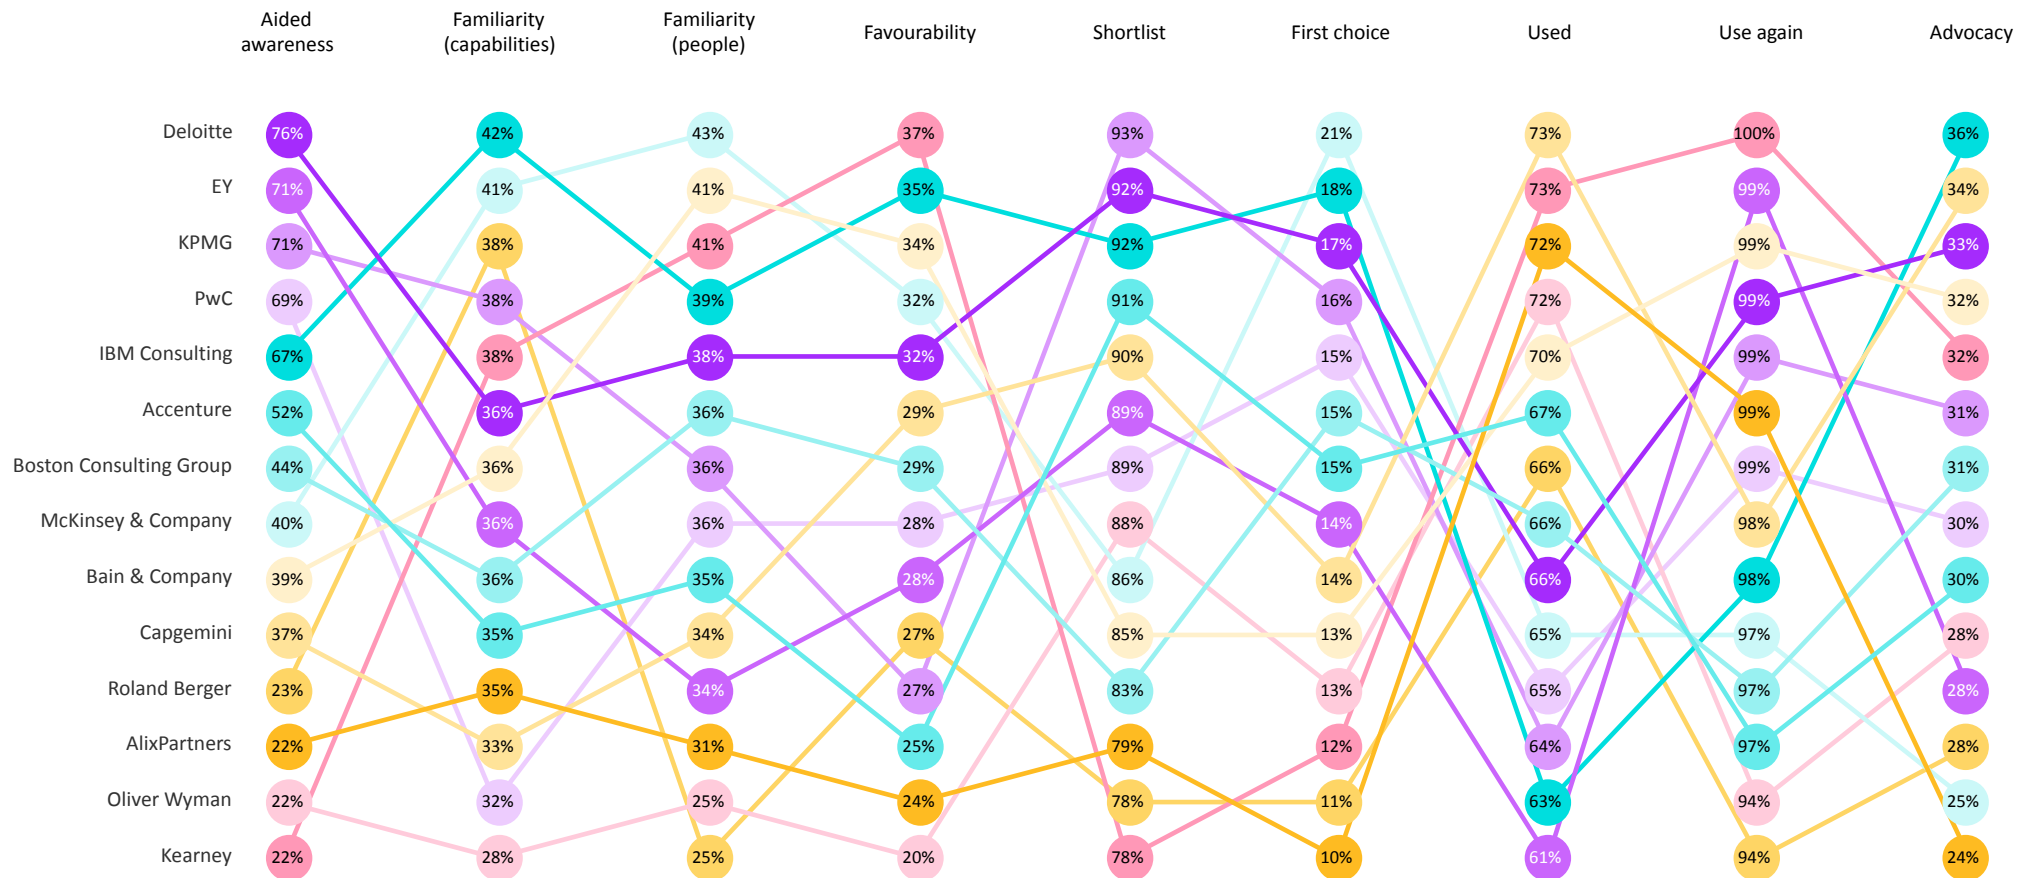 Aided awareness
Familiarity (capabilities)
Familiarity (people)
Favourability
Shortlist
First choice
Used
Use again
Advocacy
Deloitte 76% 42% 43% 37% 93% 21% 73% 100% 36%
EY 71% 41% 41% 35% 92% 18% 73% 99% 34%
KPMG 71% 38% 41% 34% 92% 17% 72% 99% 33%
PwC 69% 38% 39% 32% 91% 16% 72% 99% 32%
IBM Consulting 67% 38% 38% 32% 90% 15% 70% 99% 32%
Accenture 52% 36% 36% 29% 89% 15% 67% 99% 31%
Boston Consulting Group 44% 36% 36% 29% 89% 15% 66% 99% 31%
McKinsey & Company 40% 36% 36% 28% 88% 14% 66% 98% 30%
Bain & Company 39% 36% 35% 28% 86% 14% 66% 98% 30%
Capgemini 37% 35% 34% 27% 85% 13% 65% 97% 28%
Roland Berger 23% 35% 34% 27% 83% 13% 65% 97% 28%
AlixPartners 22% 33% 31% 25% 79% 12% 64% 97% 28%
Oliver Wyman 22% 32% 25% 24% 78% 11% 63% 94% 25%
Kearney 22% 28% 25% 20% 78% 10% 61% 94% 24%